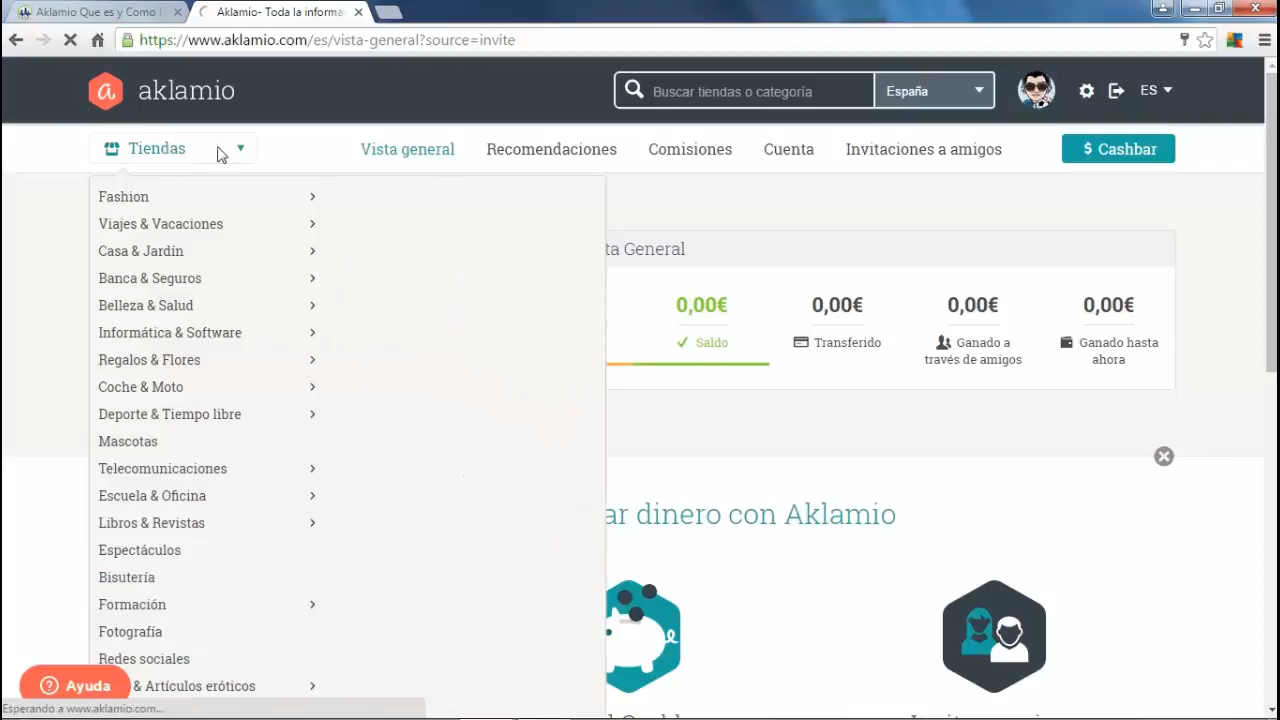 Aklamio Que es y Como F
Aklamio- Toda la informa
https://www.aklamio.com/es/vista-general?source=invite
aklamio
Buscar tiendas o categoría
España
ES
Tiendas
Vista general
Recomendaciones
Comisiones
Cuenta
Invitaciones a amigos
$ Cashbar
Fashion
Viajes & Vacaciones
Casa & Jardín
Banca & Seguros
Belleza & Salud
Informática & Software
Regalos & Flores
Coche & Moto
Deporte & Tiempo libre
Mascotas
Telecomunicaciones
Escuela & Oficina
Libros & Revistas
Espectáculos
Bisutería
Formación
Fotografía
Redes sociales
& Artículos eróticos
ta General
0,00€
Saldo
0,00€
Transferido
0,00€
Ganado a
través de amigos
0,00€
Ganado hasta
ahora
ar dinero con Aklamio
Ayuda
Esperando a www.aklamio.com...